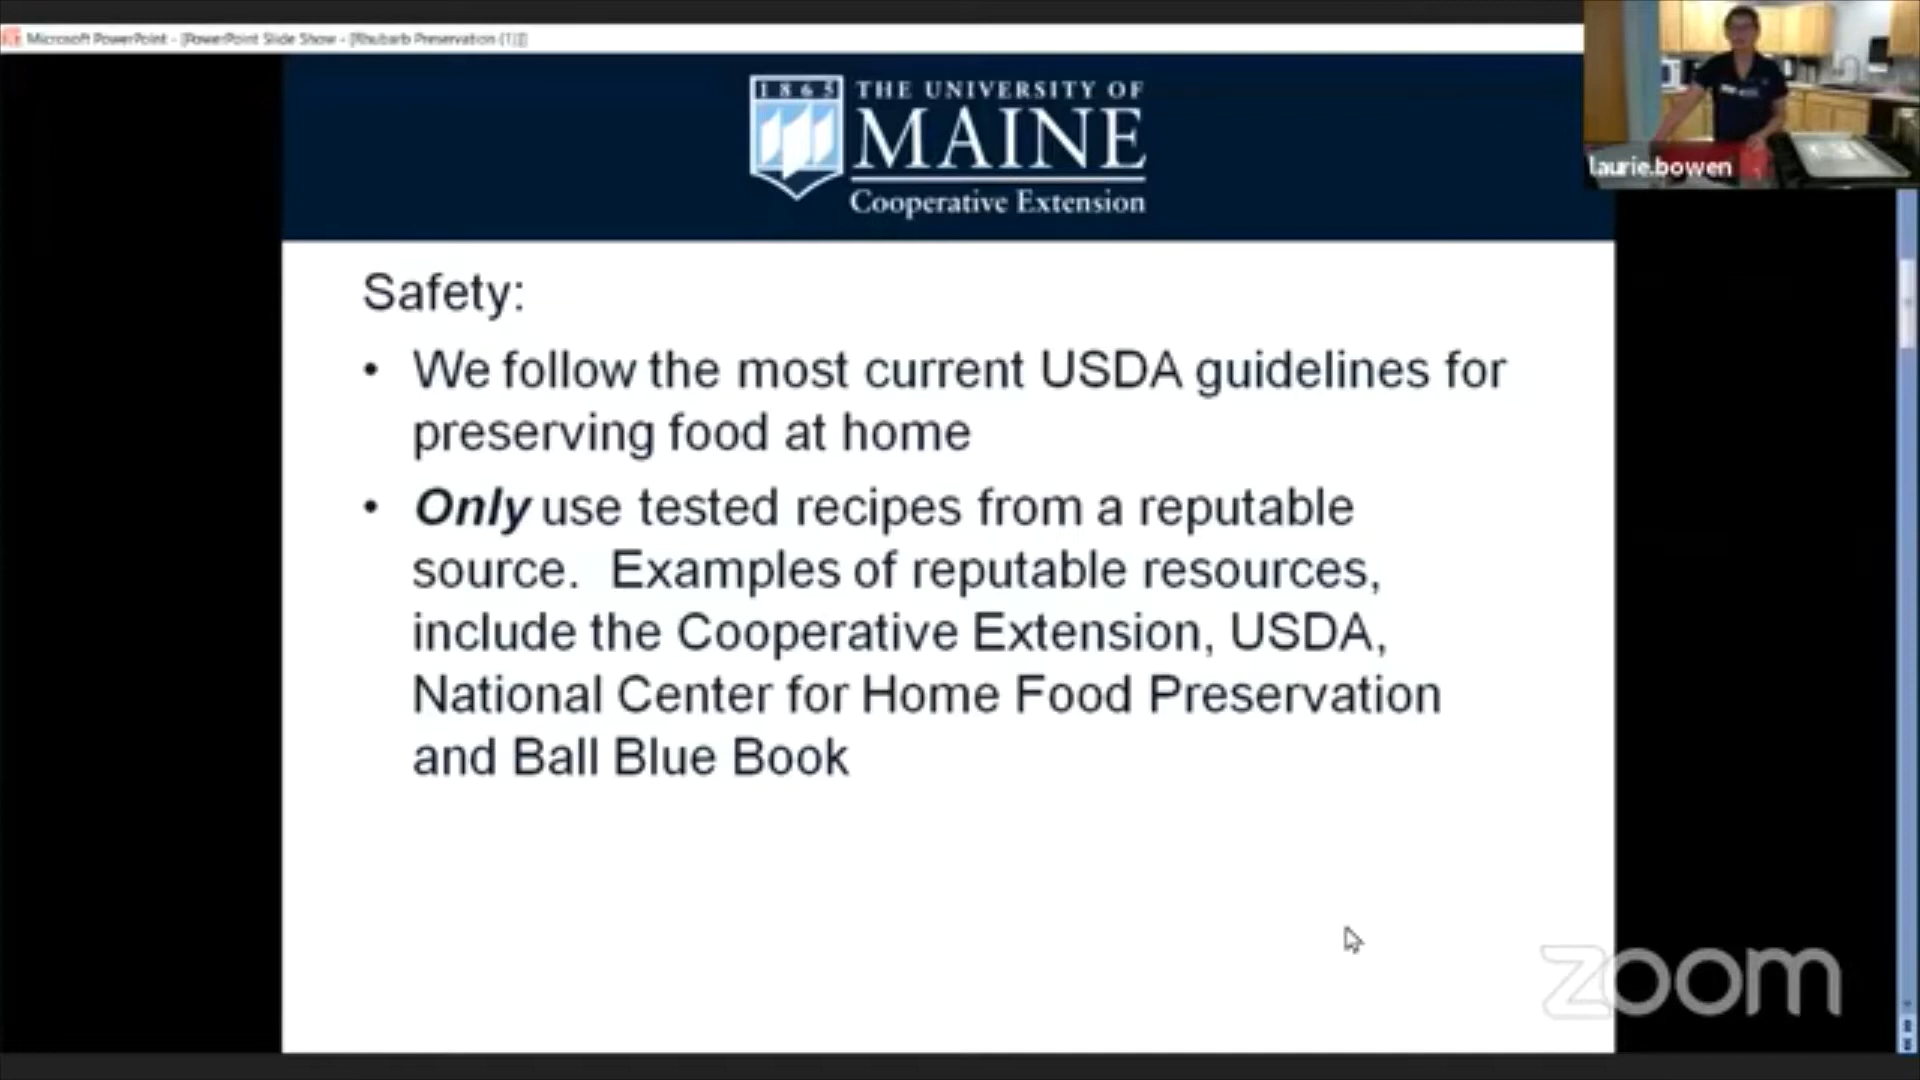 Microsoft PowerPoint - [PowerPoint Slide Show - [Rhubarb Preservation (1)]]
1865
THE UNIVERSITY OF
MAINE
Cooperative Extension
laurie.bowen
Safety:
• We follow the most current USDA guidelines for
preserving food at home
• Only use tested recipes from a reputable
source. Examples of reputable resources,
include the Cooperative Extension, USDA,
National Center for Home Food Preservation
and Ball Blue Book
zoom